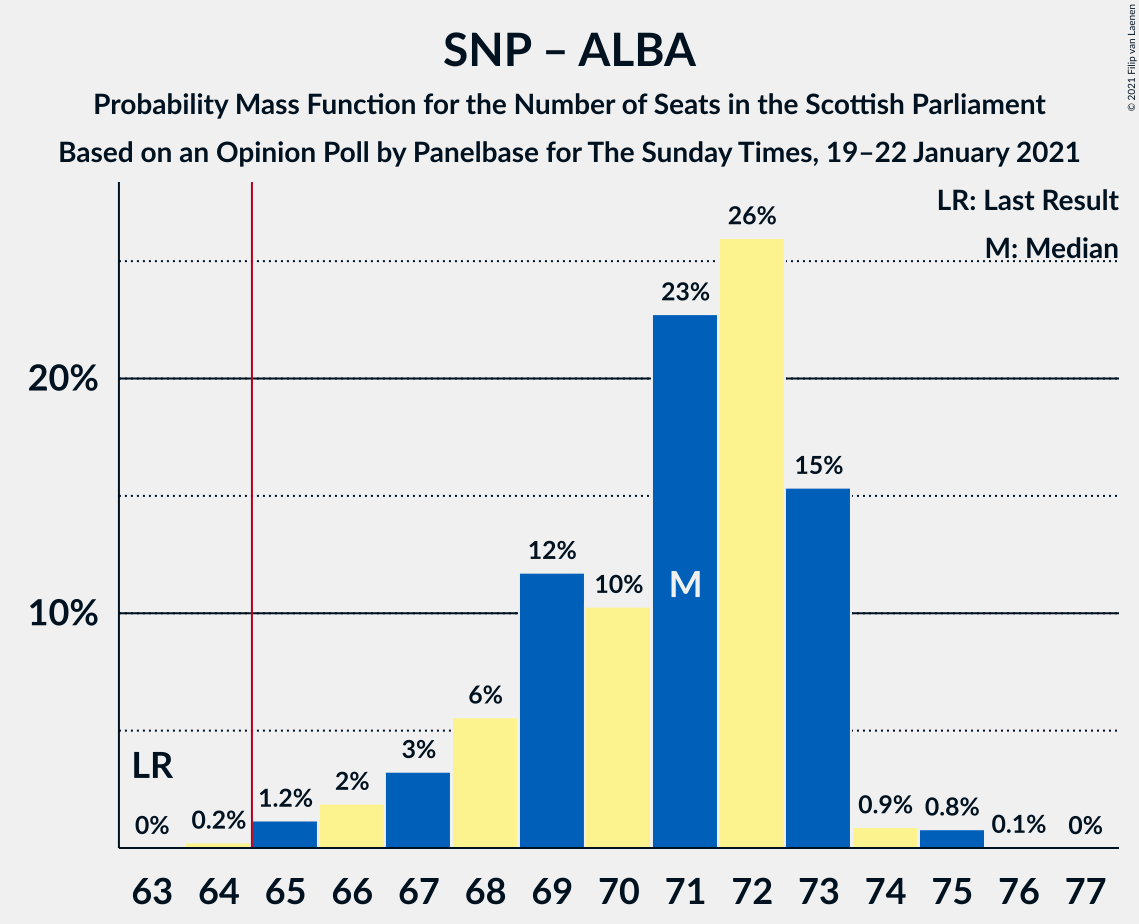 SNP – ALBA
Probability Mass Function for the Number of Seats in the Scottish Parliament
Based on an Opinion Poll by Panelbase for The Sunday Times, 19–22 January 2021
© 2021 Filip van Laenen
LR: Last Result
M: Median
20%
10%
LR
M
0%
0.2%
1.2%
2%
3%
6%
12%
10%
23%
26%
15%
0.9%
0.8%
0.1%
0%
63 64 65 66 67 68 69 70 71 72 73 74 75 76 77